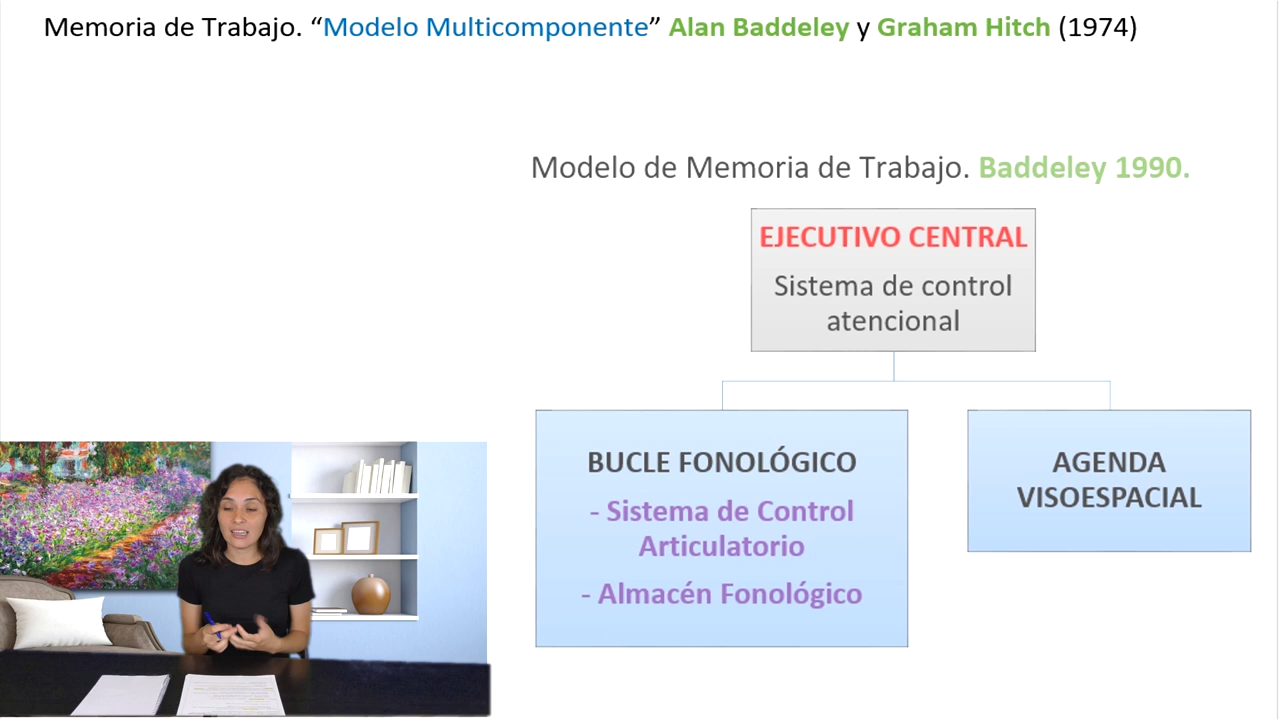 Memoria de Trabajo. “Modelo Multicomponente” Alan Baddeley y Graham Hitch (1974)
Modelo de Memoria de Trabajo. Baddeley 1990.
EJECUTIVO CENTRAL
Sistema de control
atencional
BUCLE FONOLÓGICO
- Sistema de Control
Articulatorio
- Almacén Fonológico
AGENDA
VISOESPACIAL